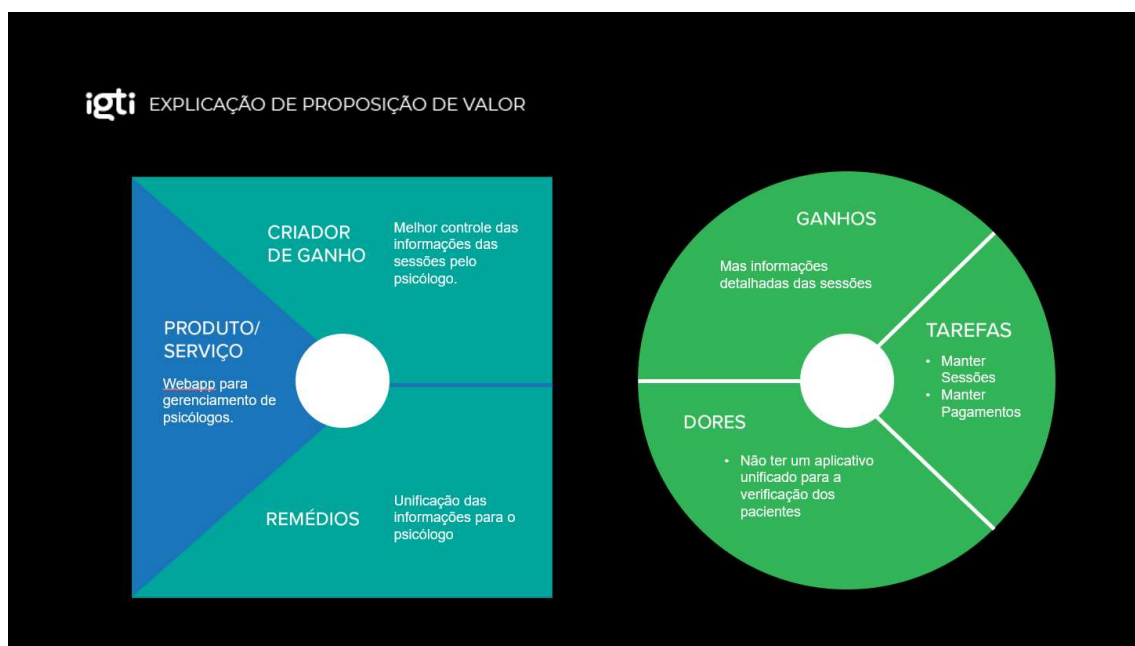 igti EXPLICAÇÃO DE PROPOSIÇÃO DE VALOR
CRIADOR
DE GANHO
Melhor controle das
informações das
sessões pelo
psicólogo.
PRODUTO/
SERVIÇO
Webapp para
gerenciamento de
psicólogos.
REMÉDIOS
Unificação das
informações para o
psicólogo
GANHOS
Mas informações
detalhadas das sessões
TAREFAS
• Manter
Sessões
• Manter
Pagamentos
DORES
• Não ter um aplicativo
unificado para a
verificação dos
pacientes